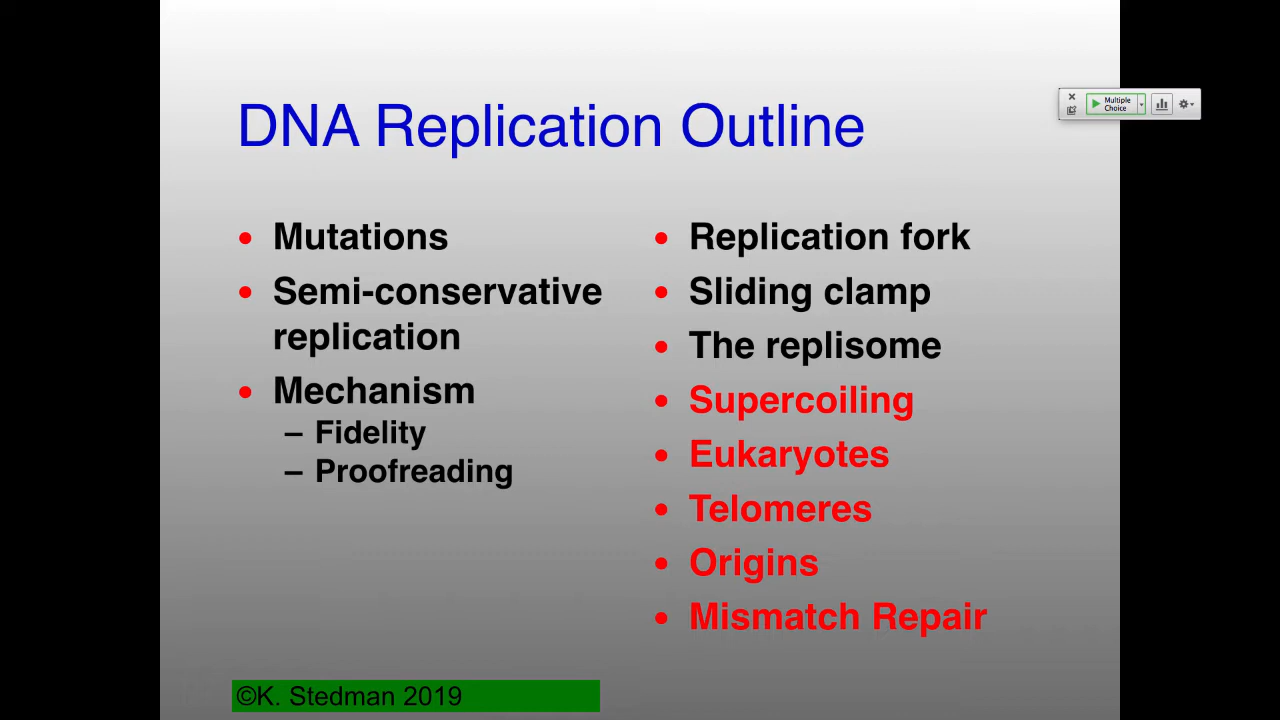 DNA Replication Outline
• Mutations
• Semi-conservative
replication
• Mechanism
– Fidelity
– Proofreading
• Replication fork
• Sliding clamp
• The replisome
• Supercoiling
• Eukaryotes
• Telomeres
• Origins
• Mismatch Repair
©K. Stedman 2019
Multiple
Choice